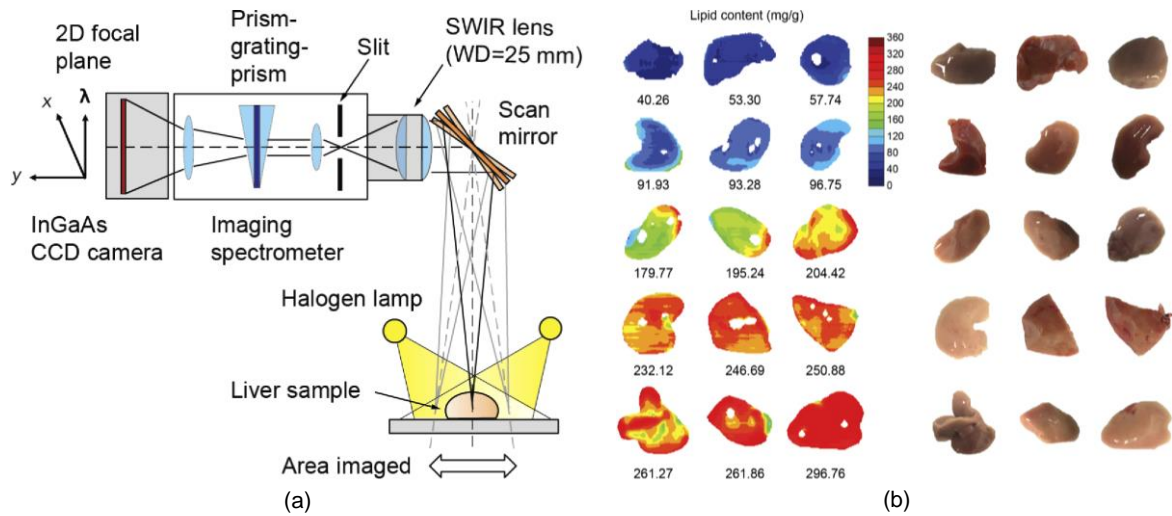 2D focal
plane
Prism-
grating-
prism
Slit
SWIR lens
(WD=25 mm)
x
λ
y
Scan
mirror
InGaAs
CCD camera
Imaging
spectrometer
Halogen lamp
Liver sample
Area imaged
(a)
Lipid content (mg/g)
360
320
280
240
200
160
120
80
40
0
40.26 53.30 57.74
91.93 93.28 96.75
179.77 195.24 204.42
232.12 246.69 250.88
261.27 261.86 296.76
(b)